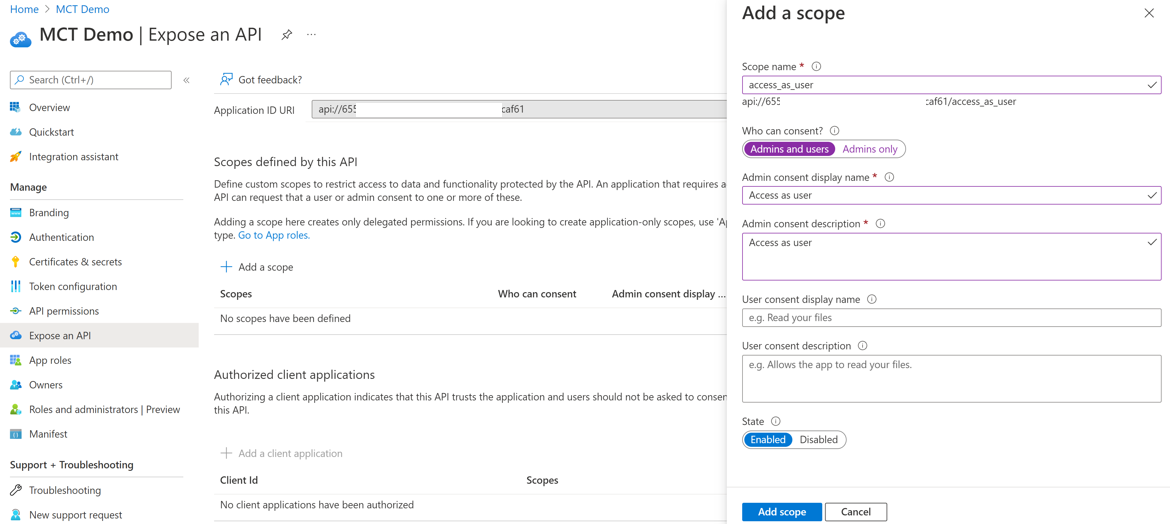 Home > MCT Demo
MCT Demo | Expose an API
Search (Ctrl+/)
Overview
Quickstart
Integration assistant
Manage
Branding
Authentication
Certificates & secrets
Token configuration
API permissions
Expose an API
App roles
Owners
Roles and administrators | Preview
Manifest
Support + Troubleshooting
Troubleshooting
New support request
Got feedback?
Application ID URI api://655 caf61
Scopes defined by this API
Define custom scopes to restrict access to data and functionality protected by the API. An application that requires a
API can request that a user or admin consent to one or more of these.
Adding a scope here creates only delegated permissions. If you are looking to create application-only scopes, use 'Ap
type. Go to App roles.
Add a scope
Scopes Who can consent Admin consent display ...
No scopes have been defined
Authorized client applications
Authorizing a client application indicates that this API trusts the application and users should not be asked to consen
this API.
Add a client application
Client Id Scopes
No client applications have been authorized
Add a scope
Scope name *
access_as_user
api://655 caf61/access_as_user
Who can consent?
Admins and users Admins only
Admin consent display name *
Access as user
Admin consent description *
Access as user
User consent display name
e.g. Read your files
User consent description
e.g. Allows the app to read your files.
State
Enabled Disabled
Add scope Cancel